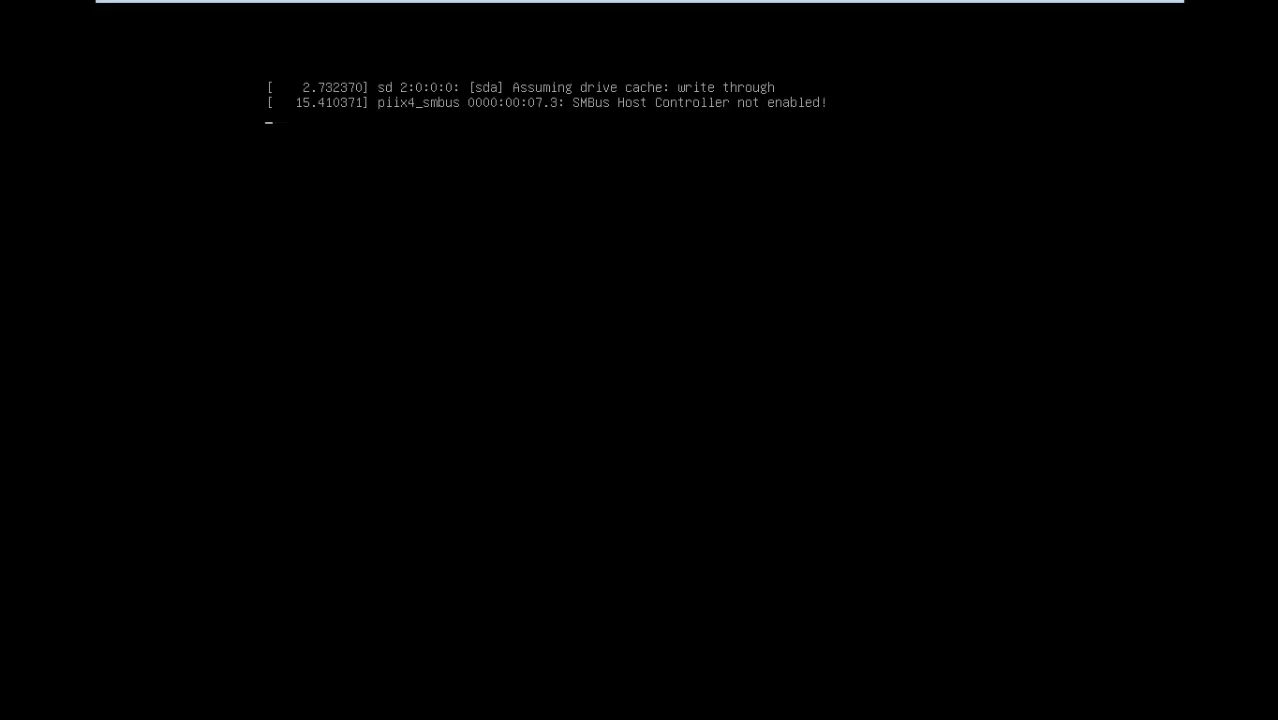 [    2.732370] sd 2:0:0:0: [sda] Assuming drive cache: write through
[   15.410371] piix4_smbus 0000:00:07.3: SMBus Host Controller not enabled!